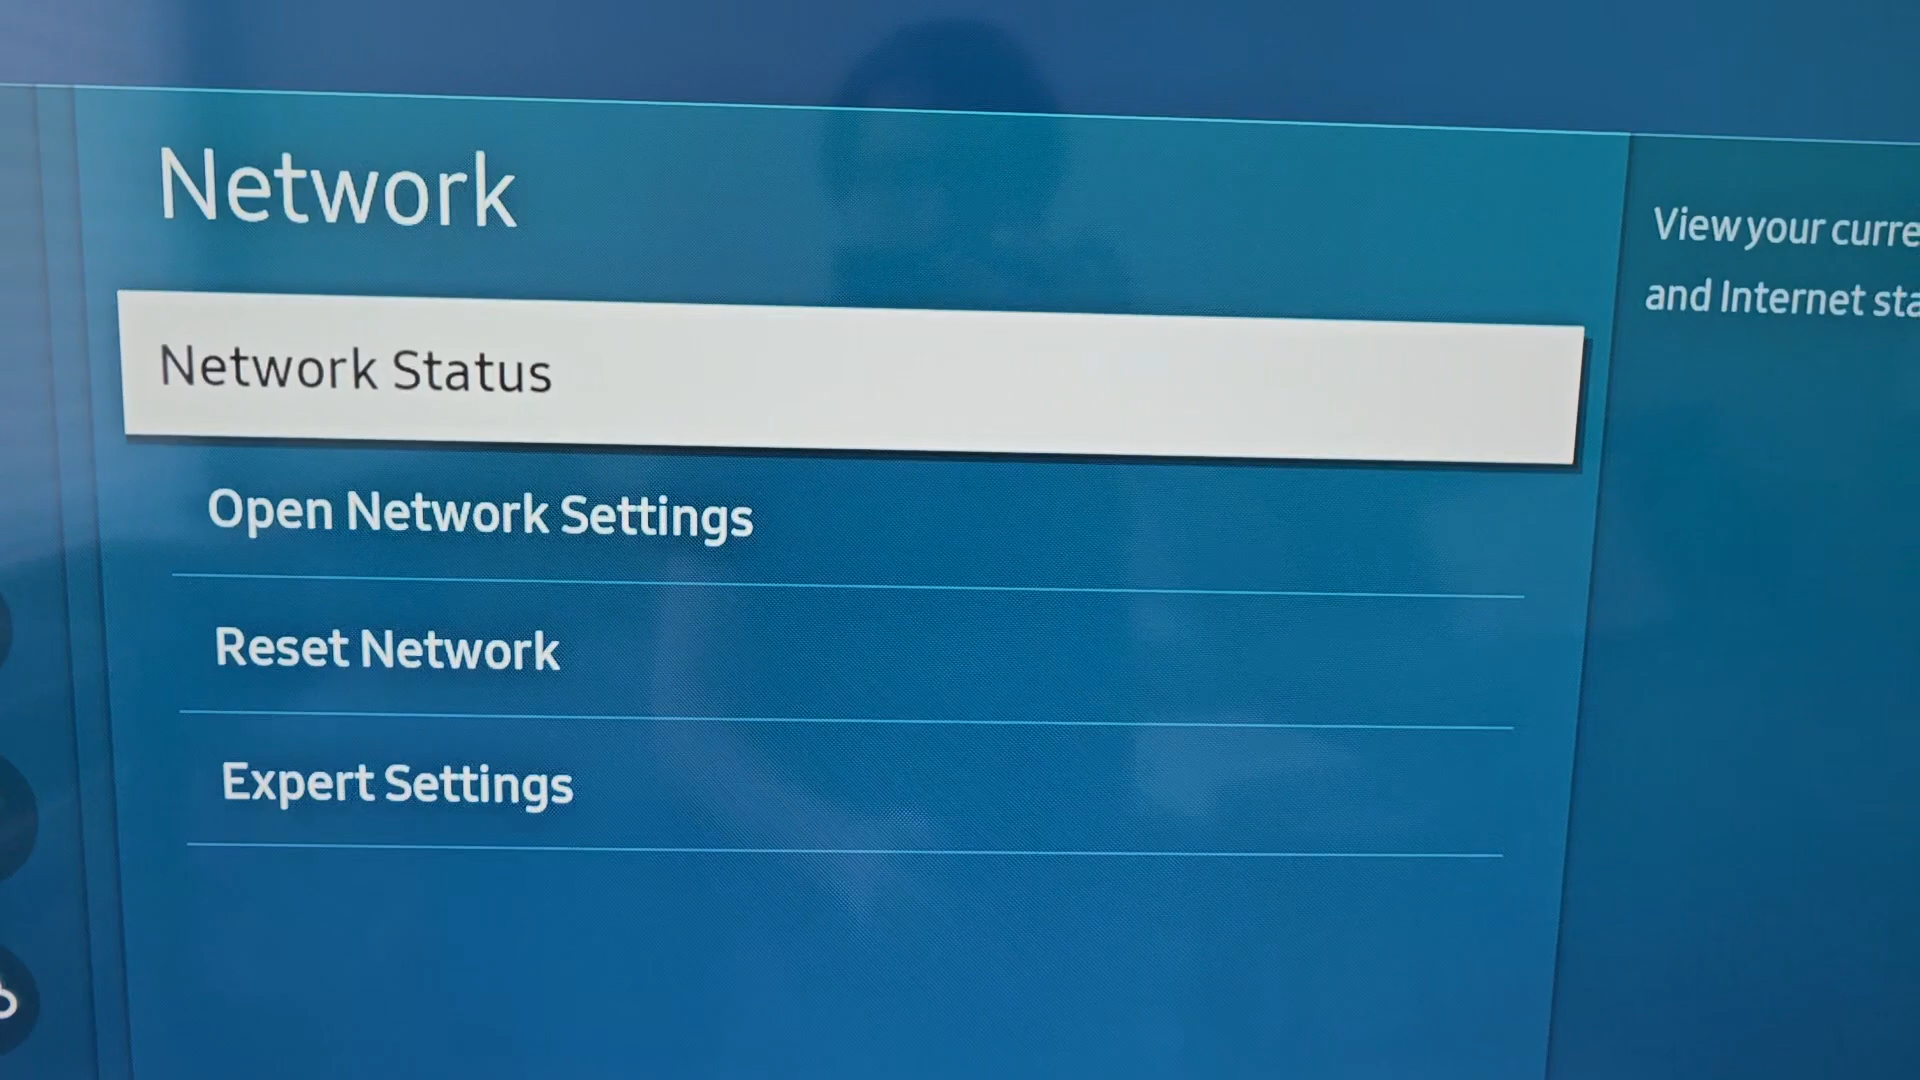 Network
Network Status
Open Network Settings
Reset Network
Expert Settings
View your
and Internet